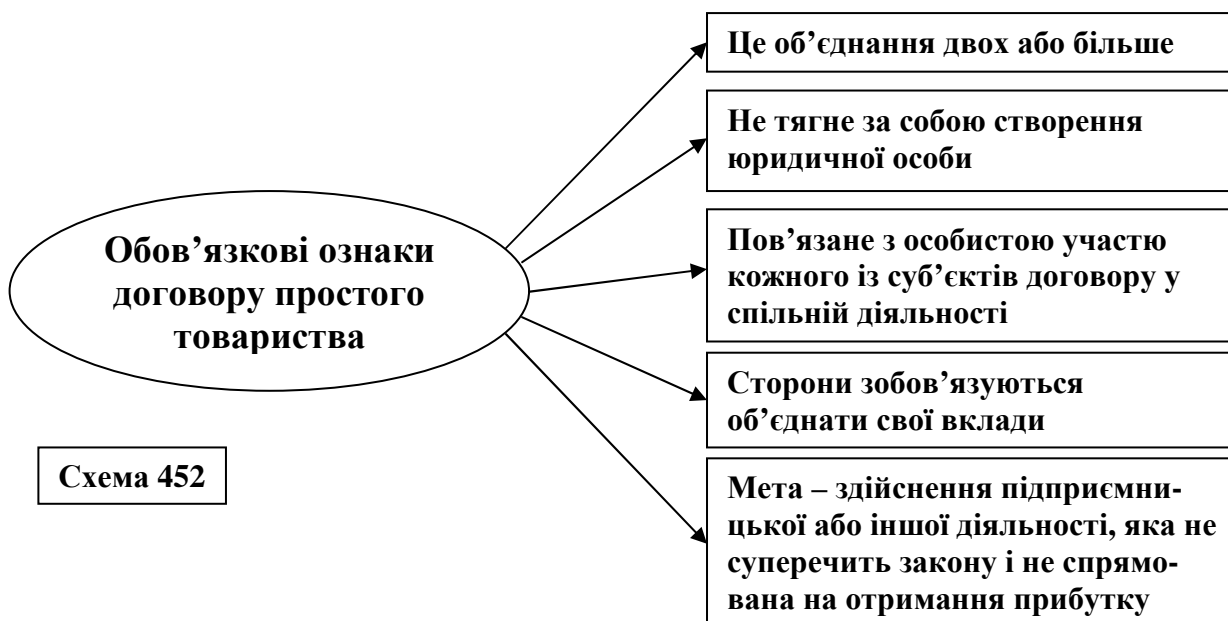 Обов’язкові ознаки
договору простого
товариства
Схема 452
Це об’єднання двох або більше
Не тягне за собою створення
юридичної особи
Пов’язане з особистою участю
кожного із суб’єктів договору у
спільній діяльності
Сторони зобов’язуються
об’єднати свої вклади
Мета – здійснення підприємни-
цької або іншої діяльності, яка не
суперечить закону і не спрямо-
вана на отримання прибутку